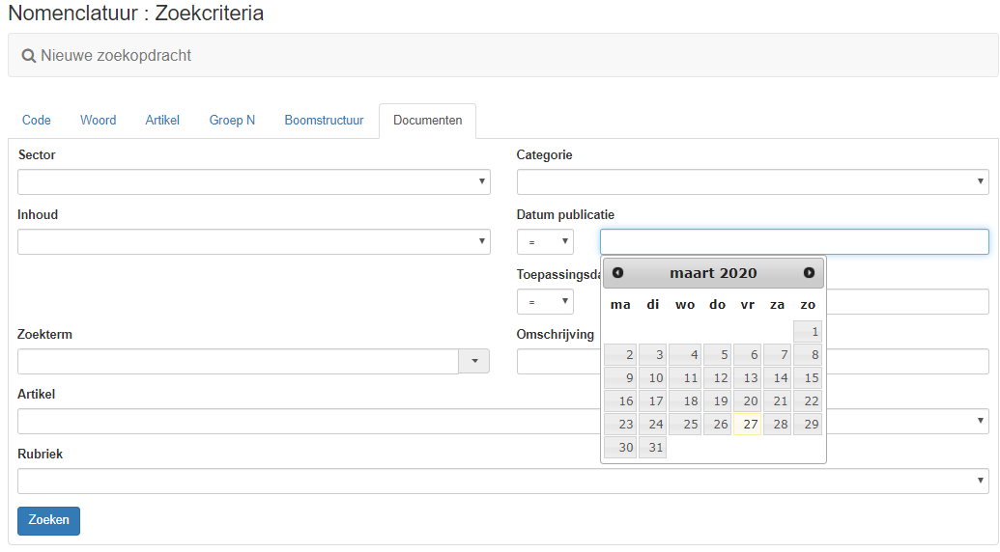 Nomenclatuur : Zoekcriteria
Nieuwe zoekopdracht
Code Woord Artikel Groep N Boomstructuur Documenten
Sector Categorie
Inhoud Datum publicatie
=
Toepassingsda
=
maart 2020
ma di wo do vr za zo
1
2 3 4 5 6 7 8
9 10 11 12 13 14 15
16 17 18 19 20 21 22
23 24 25 26 27 28 29
30 31
Zoekterm Omschrijving
Artikel
Rubriek
Zoeken